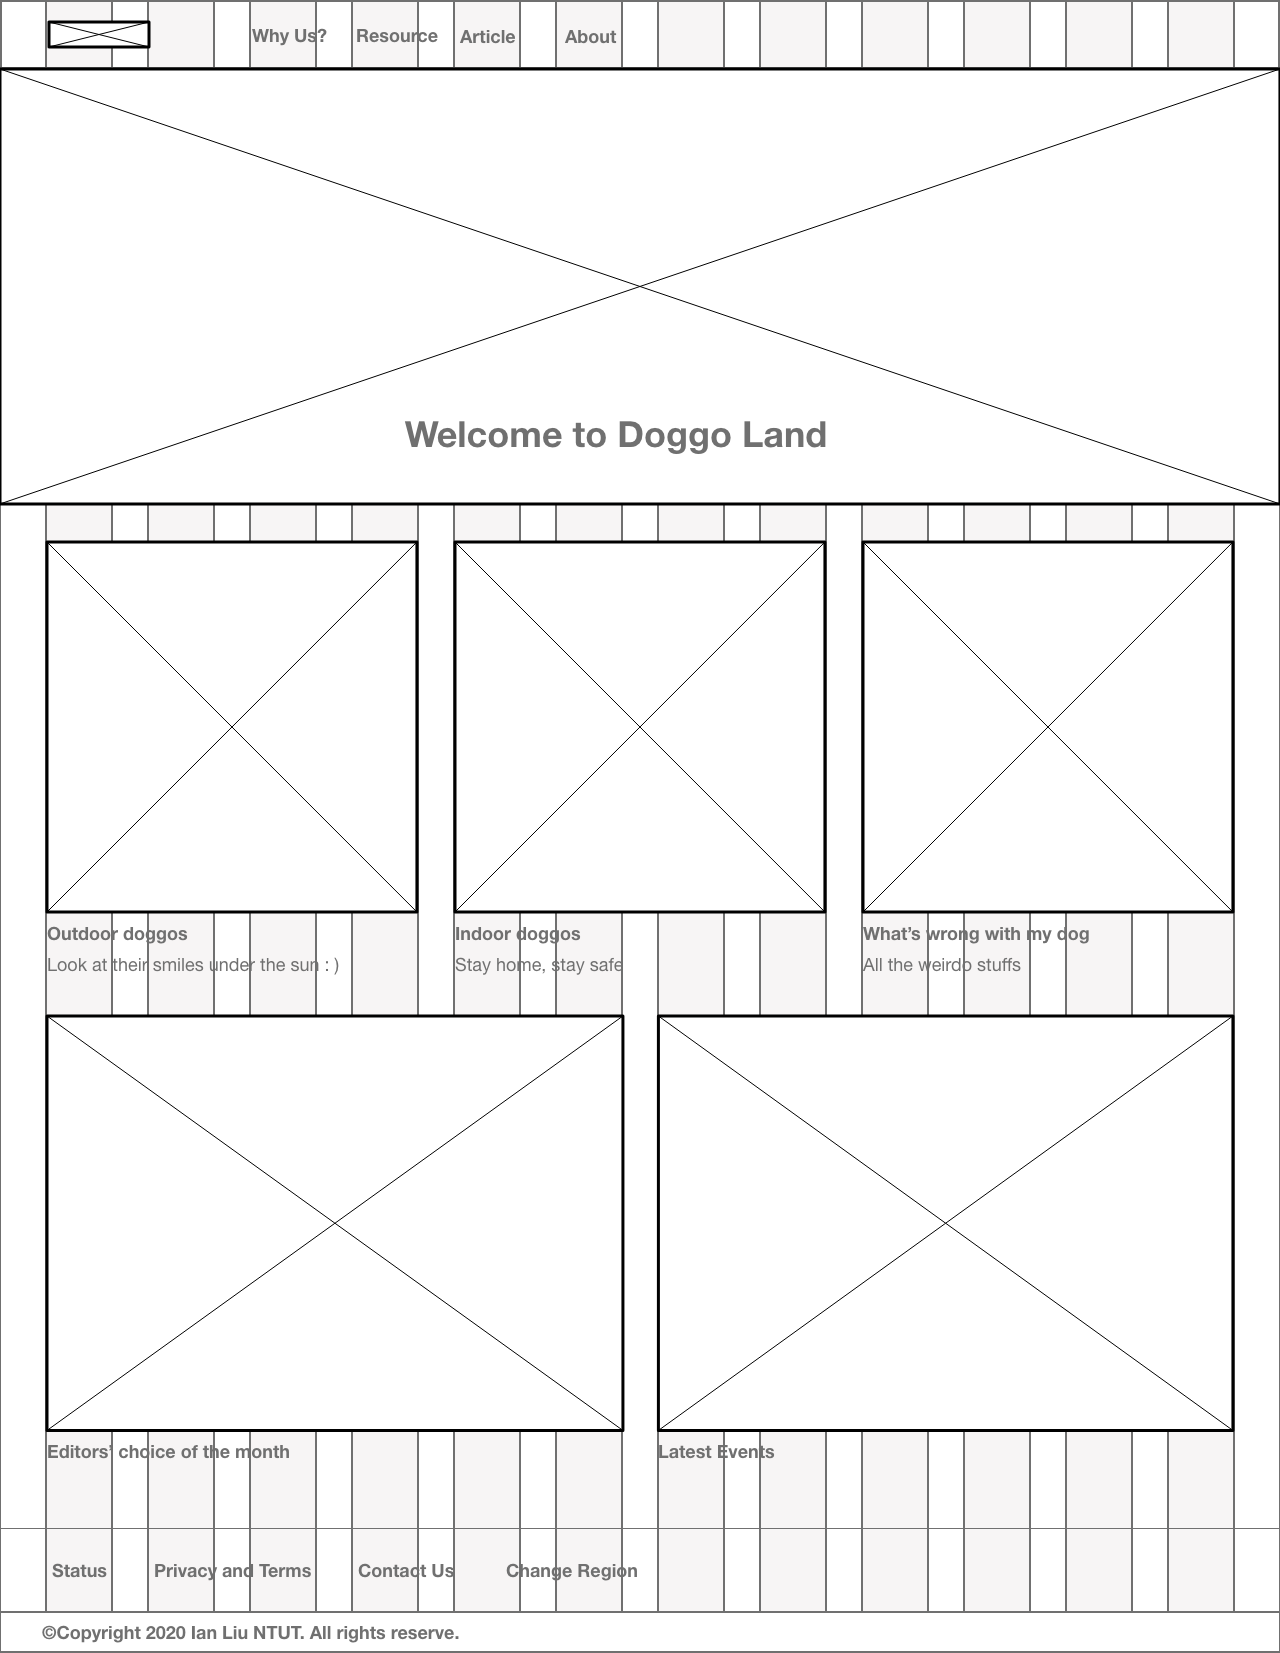 Why Us?
Resource
Article
About
Welcome to Doggo Land
Outdoor doggos
Look at their smiles under the sun : )
Indoor doggos
Stay home, stay safe
What's wrong with my dog
All the weirdo stuffs
Editors' choice of the month
Latest Events
Status
Privacy and Terms
Contact Us
Change Region
©Copyright 2020 Ian Liu NTUT. All rights reserve.